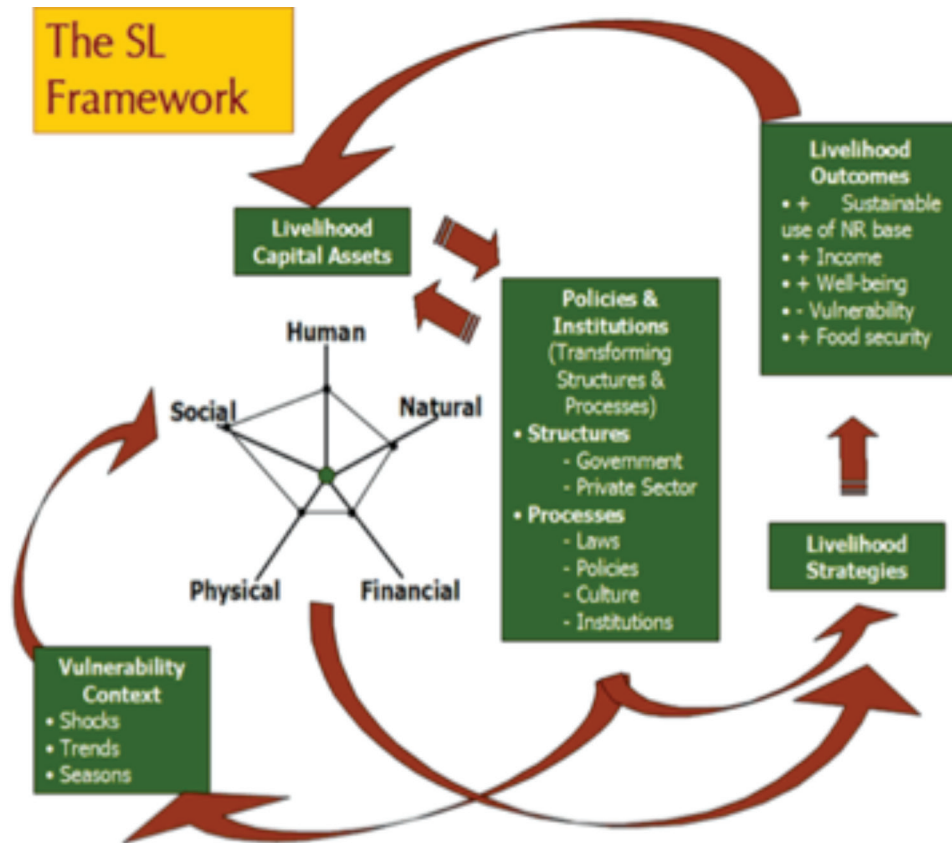 The SL
Framework
Livelihood
Outcomes
• + Sustainable
use of NR base
• + Income
• + Well-being
• - Vulnerability
• + Food security
Livelihood
Capital Assets
Policies &
Institutions
(Transforming
Structures &
Processes)
• Structures
- Government
- Private Sector
• Processes
- Laws
- Policies
- Culture
- Institutions
Human
Social
Natural
Physical
Financial
Livelihood
Strategies
Vulnerability
Context
• Shocks
• Trends
• Seasons